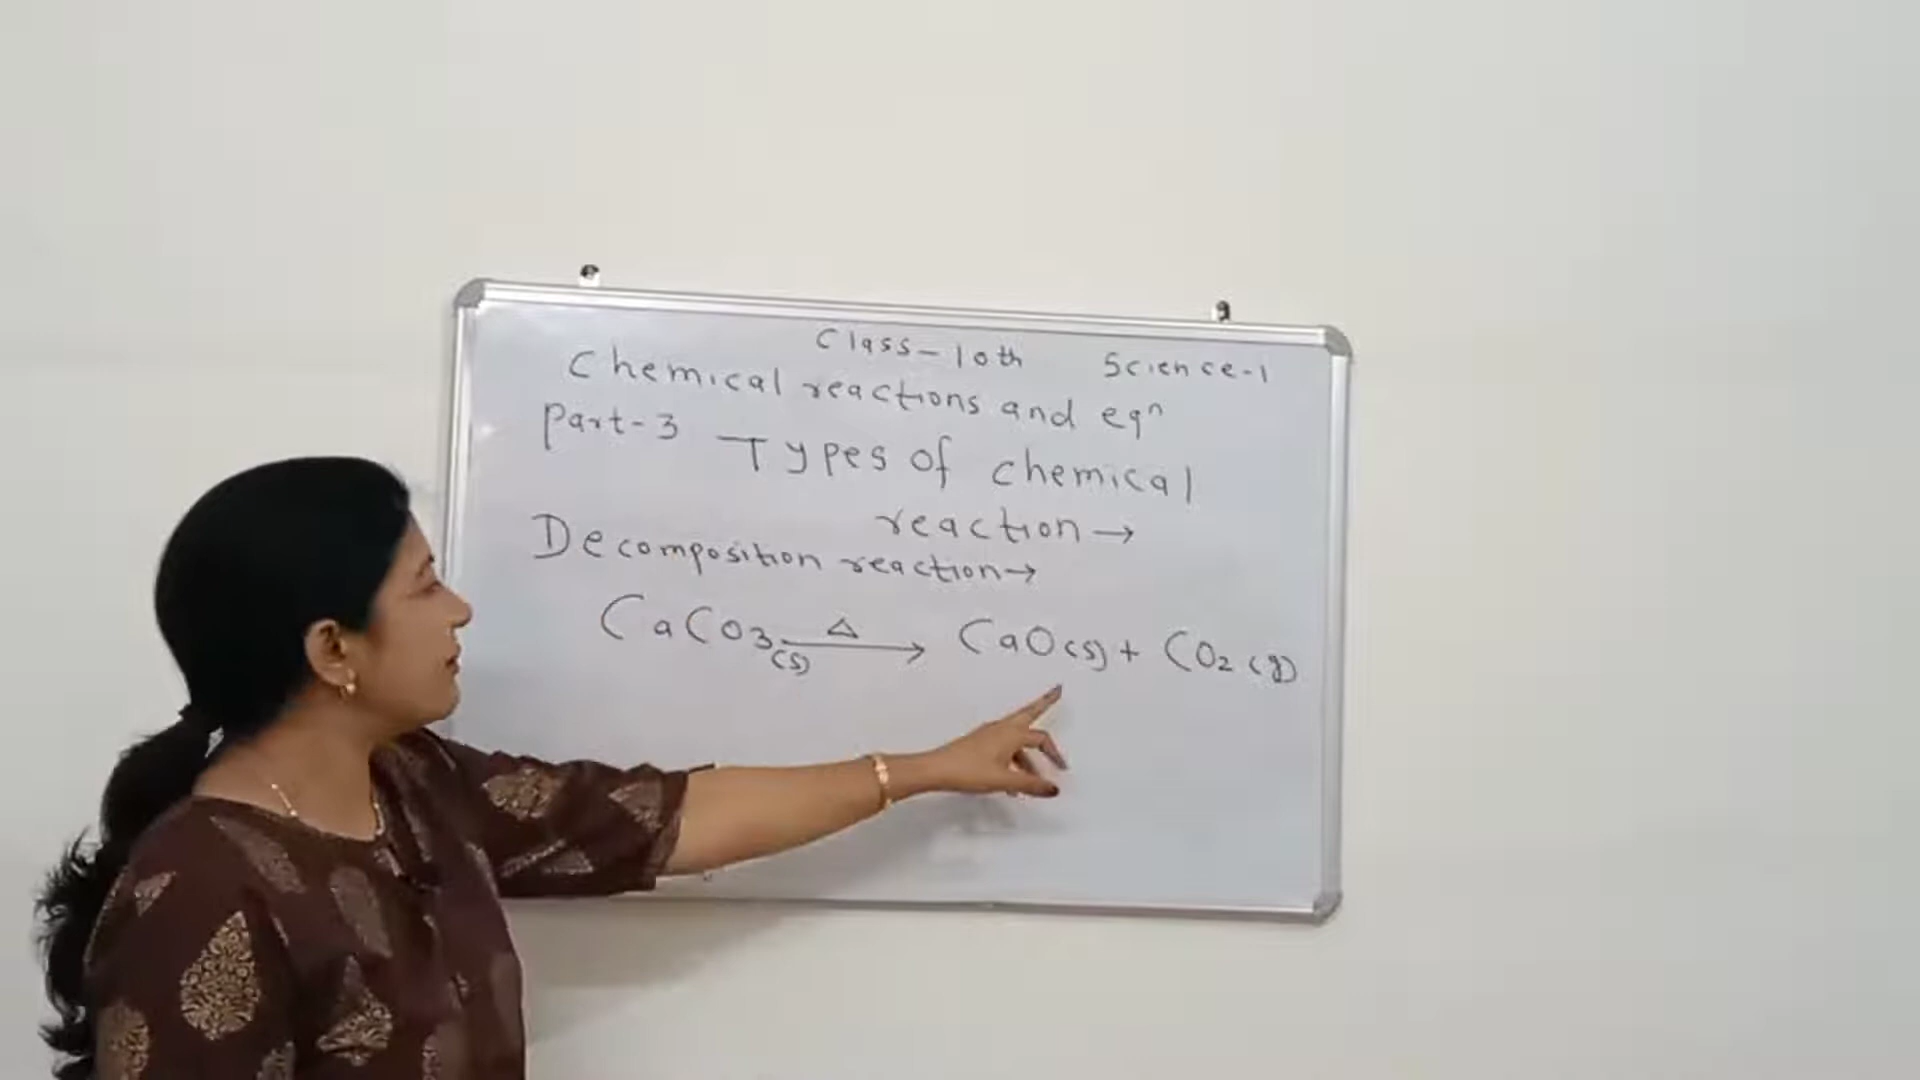 Class-10th Science-1
Chemical reactions and eqⁿ
Part-3 Types of chemical
reaction→
Decomposition reaction→
CaCO₃(s) —Δ→ CaO(s) + CO₂(g)